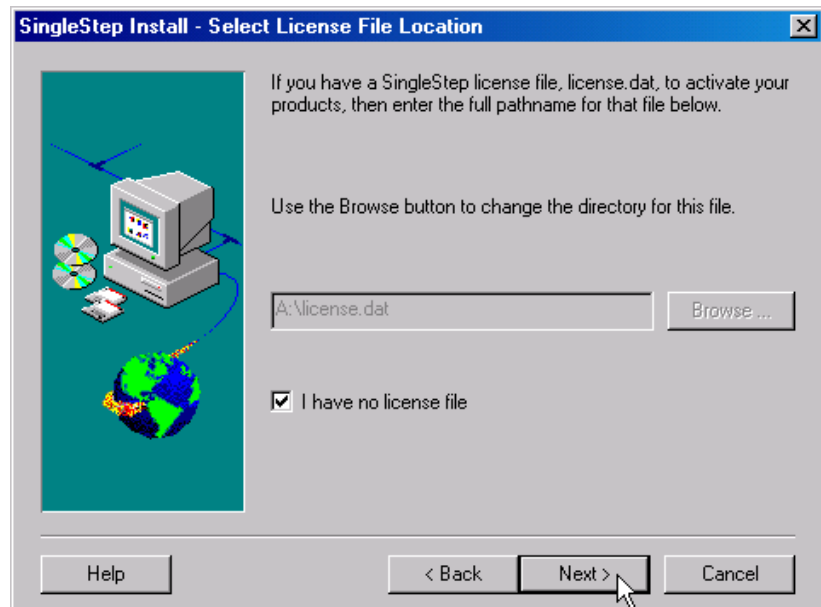 SingleStep Install - Select License File Location
If you have a SingleStep license file, license.dat, to activate your
products, then enter the full pathname for that file below.
Use the Browse button to change the directory for this file.
A:\license.dat
Browse ...
I have no license file
Help
< Back
Next >
Cancel